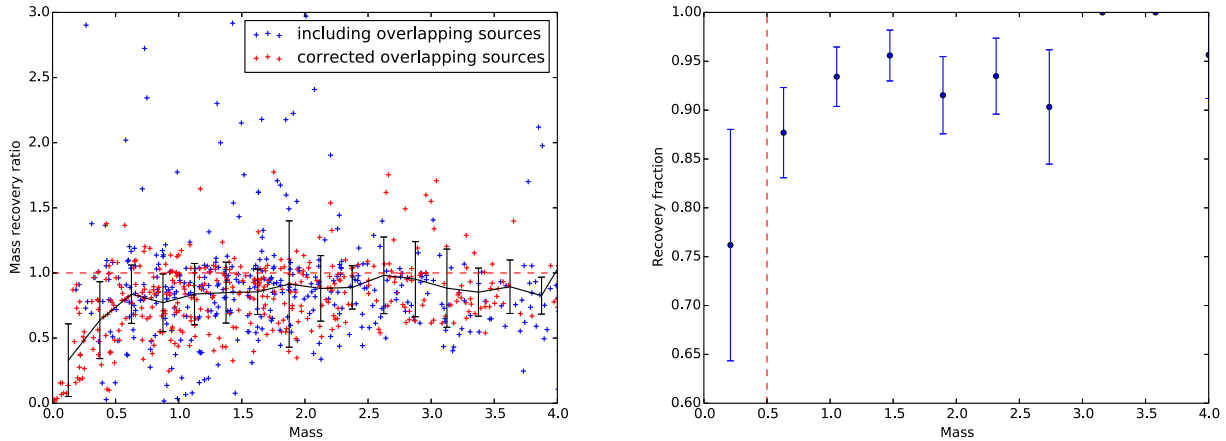 3.0
2.5
2.0
1.5
1.0
0.5
0.0
Mass recovery ratio
including overlapping sources
corrected overlapping sources
0.0 0.5 1.0 1.5 2.0 2.5 3.0 3.5 4.0
Mass
1.00
0.95
0.90
0.85
0.80
0.75
0.70
0.65
0.60
Recovery fraction
0.0 0.5 1.0 1.5 2.0 2.5 3.0 3.5 4.0
Mass